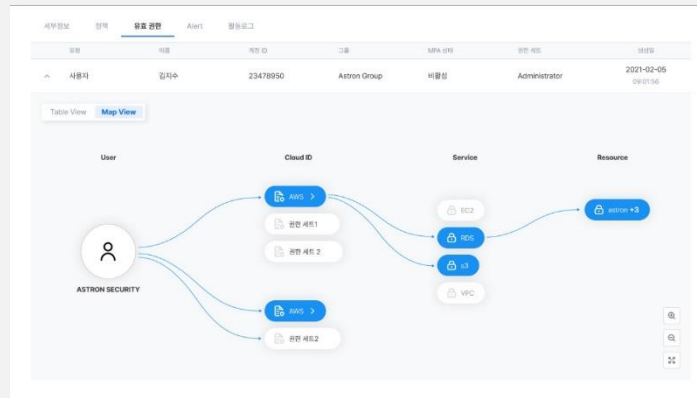 세부정보 정책 유효 권한 Alert 활동로그
유형 이름 계정 ID 그룹 MFA 상태 권한 세트 생성일
사용자 김지수 23478950 Astron Group 비활성 Administrator 2021-02-05
09:01:56
Table View Map View
User Cloud ID Service Resource
AWS
권한 세트1
권한 세트 2
EC2
RDS
s3
VPC
astron +3
ASTRON SECURITY
AWS
권한 세트2